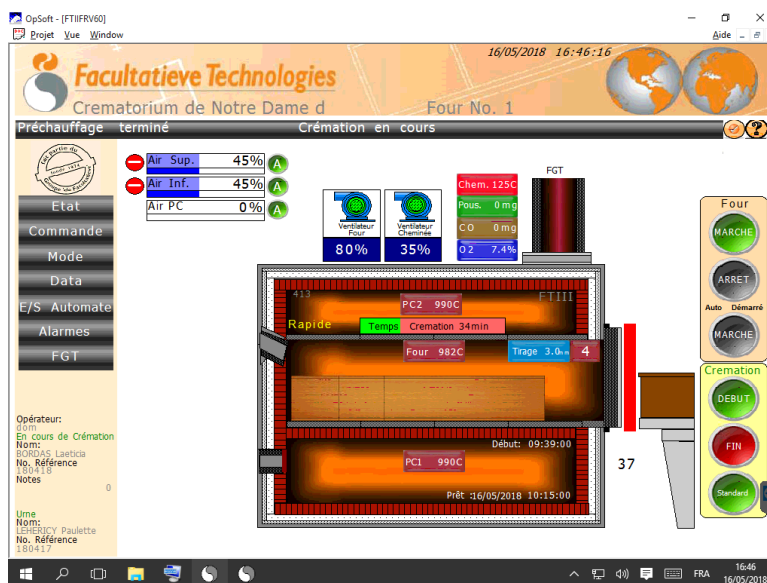 OpSoft - [FTIIFRV60]
Projet Vue Window Aide
16/05/2018 16:46:16
Facultatieve Technologies
Crematorium de Notre Dame d Four No. 1
Préchauffage terminé Crémation en cours
Air Sup. 45% A
Air Inf. 45% A
Air PC 0% A
Etat
Commande
Mode
Data
E/S Automate
Alarmes
FGT
Opérateur:
dom
En cours de Crémation
Nom:
BORDAS Laeticia
No. Référence
180418
Notes
0
Urne
Nom:
LEHERICY Paulette
No. Référence
180417
Ventilateur
Four
80%
Ventilateur
Cheminée
35%
Chem. 125C
Pous. 0 mg
CO 0 mg
O2 7.4%
FGT
413
FTIII
PC2 990C
Rapide
Temps Cremation 34min
Four 982C
Tirage 3.0
4
Début: 09:39:00
PC1 990C
Prêt :16/05/2018 10:15:00
37
Four
MARCHE
ARRET
Auto Démarré
MARCHE
Cremation
DEBUT
FIN
Standard
FRA
16:46
16/05/2018